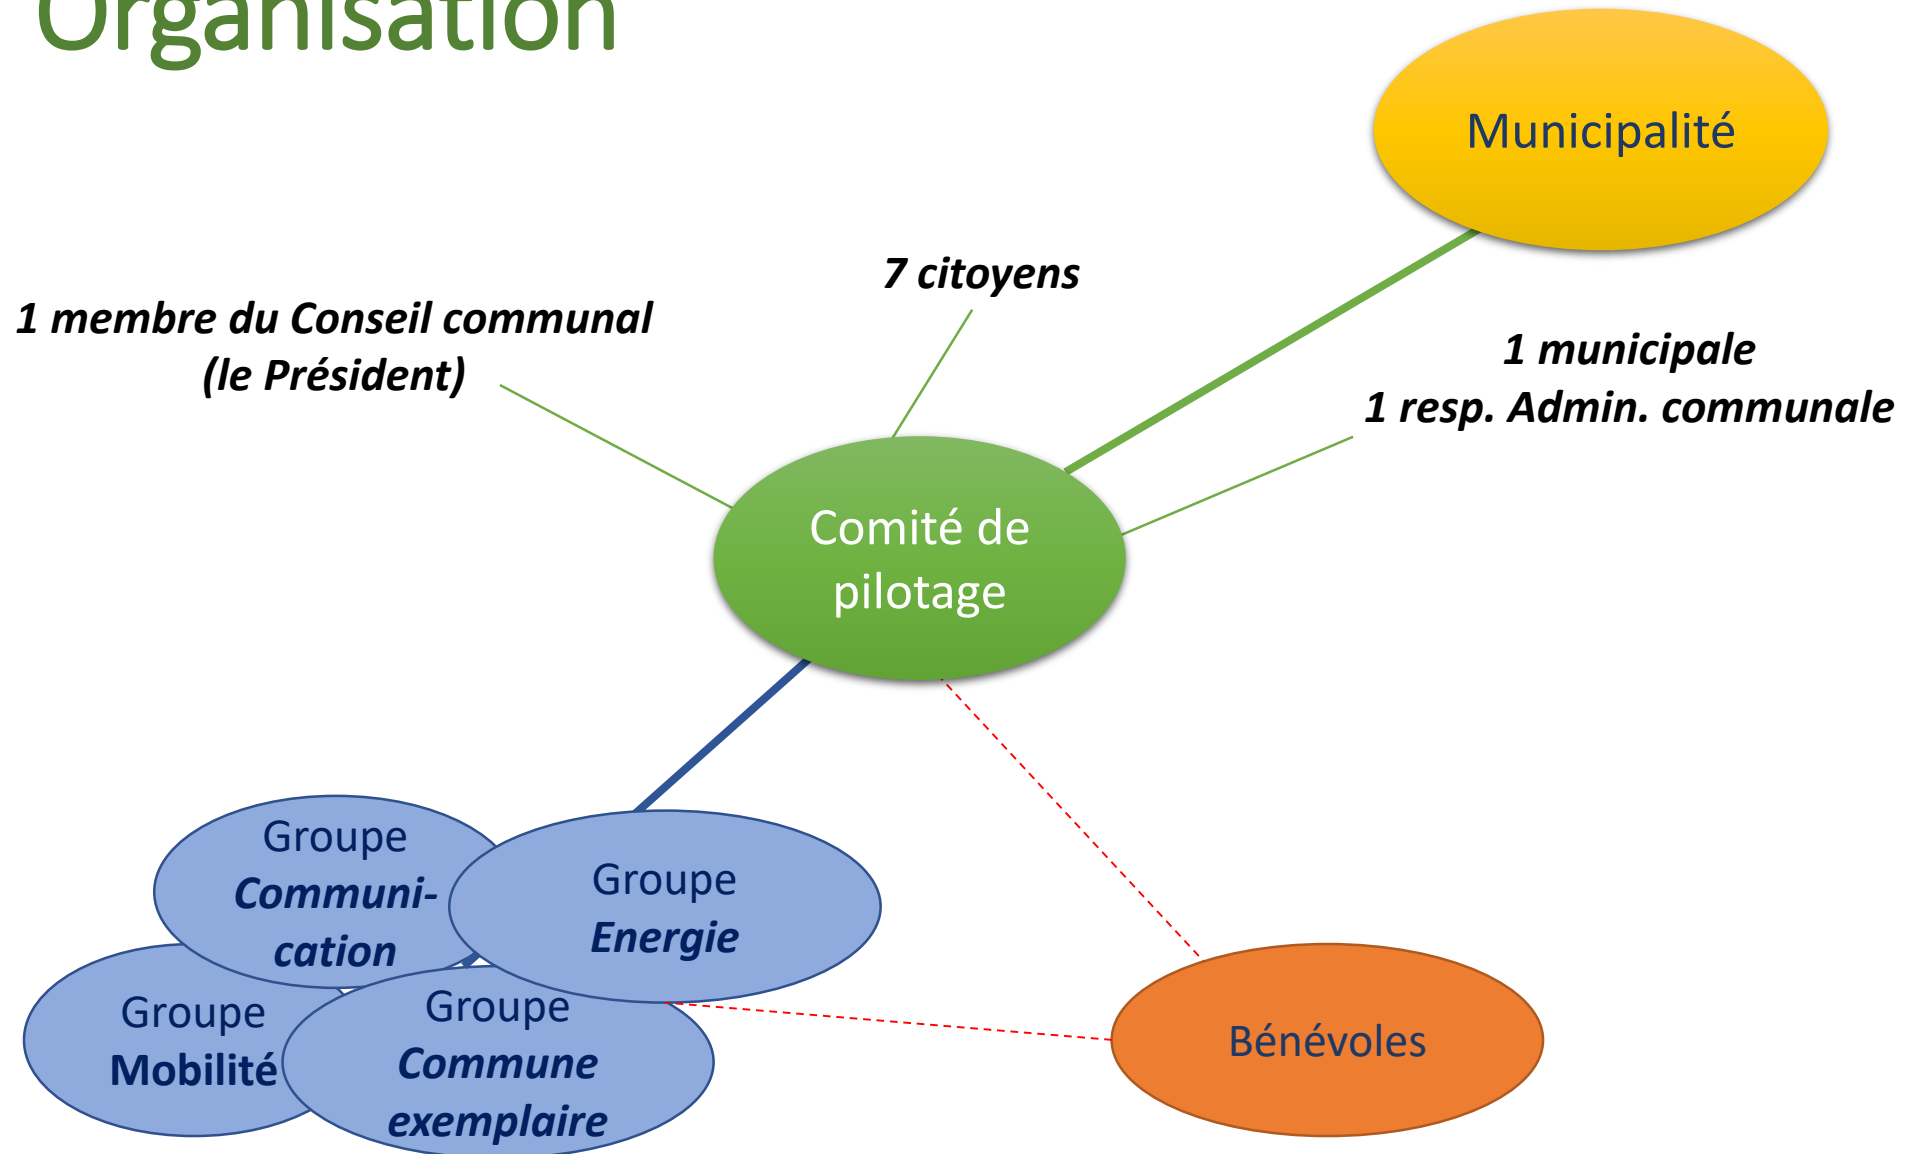 Organisation
Municipalité
7 citoyens
1 membre du Conseil communal
(le Président)
1 municipale
1 resp. Admin. communale
Comité de
pilotage
Groupe
Communi-
cation
Groupe
Energie
Groupe
Mobilité
Groupe
Commune
exemplaire
Bénévoles